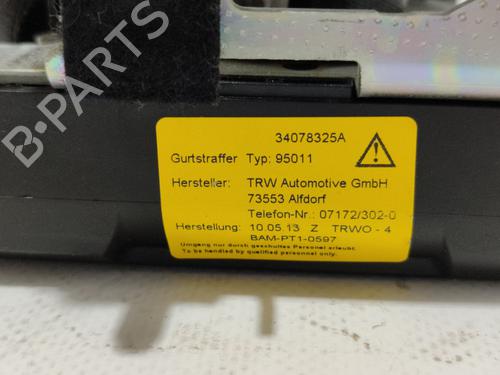 B-PARTS
34078325A
Gurtstraffer Typ: 95011
Hersteller: TRW Automotive GmbH
73553 Alfdorf
Telefon-Nr.: 07172/302-0
Herstellung: 10.05.13 Z TRWO - 4
BAM-PT1-0597
Umgang nur durch geschultes Personal erlaubt.
To be handled by qualified personnel only